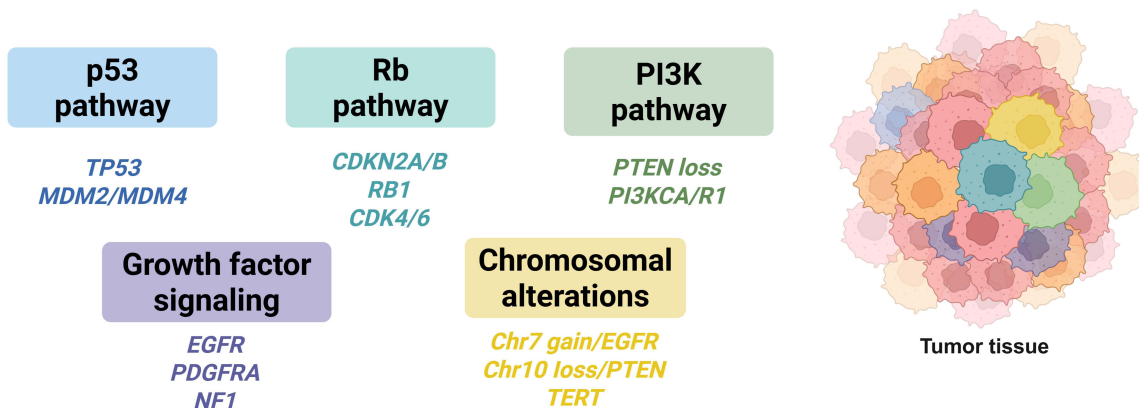 p53
pathway
Rb
pathway
PI3K
pathway
TP53
MDM2/MDM4
CDKN2A/B
RB1
CDK4/6
PTEN loss
PI3KCA/R1
Growth factor
signaling
Chromosomal
alterations
EGFR
PDGFRA
NF1
Chr7 gain/EGFR
Chr10 loss/PTEN
TERT
Tumor tissue